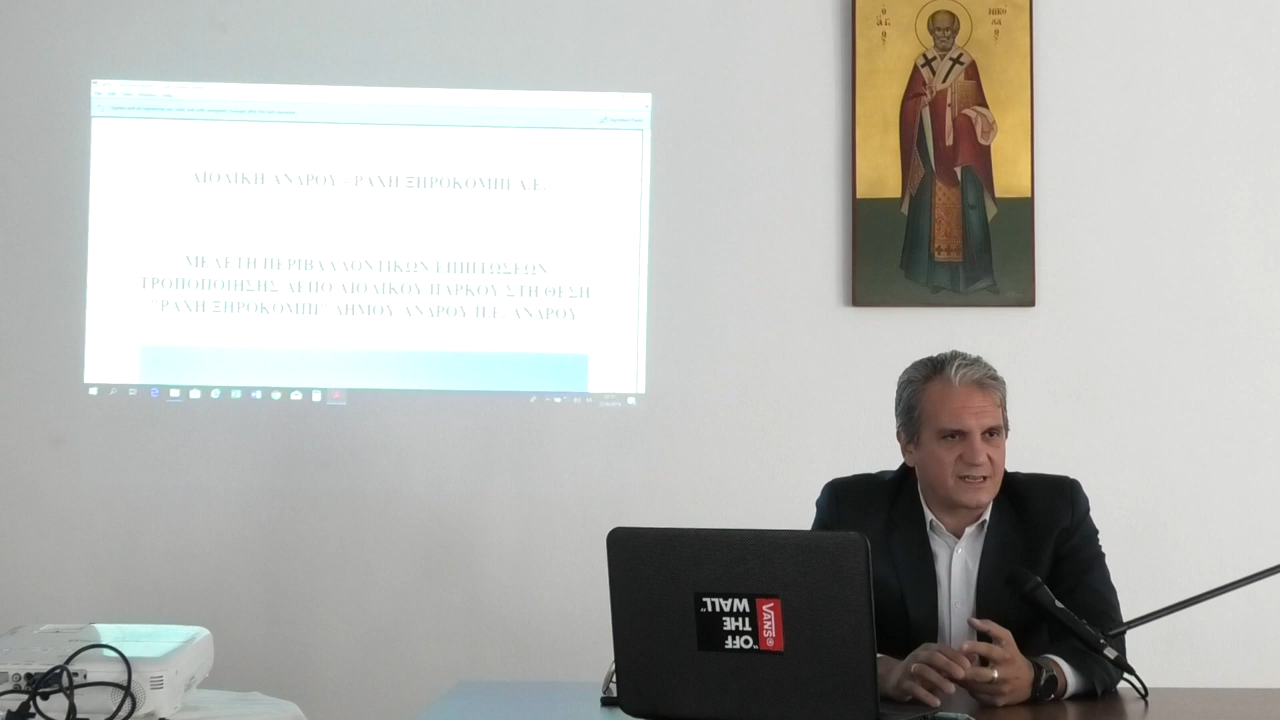 ΑΙΟΛΙΚΗ ΑΝΔΡΟΥ - ΡΑΧΗ ΞΗΡΟΚΟΜΠΙ Α.Ε.
ΜΕΛΕΤΗ ΠΕΡΙΒΑΛΛΟΝΤΙΚΩΝ ΕΠΙΠΤΩΣΕΩΝ
ΤΡΟΠΟΠΟΙΗΣΗΣ ΑΕΠΟ ΑΙΟΛΙΚΟΥ ΠΑΡΚΟΥ ΣΤΗ ΘΕΣΗ
"ΡΑΧΗ ΞΗΡΟΚΟΜΠΙ" ΔΗΜΟΥ ΑΝΔΡΟΥ Π.Ε. ΑΝΔΡΟΥ
VANS®
"OFF
THE
WALL"